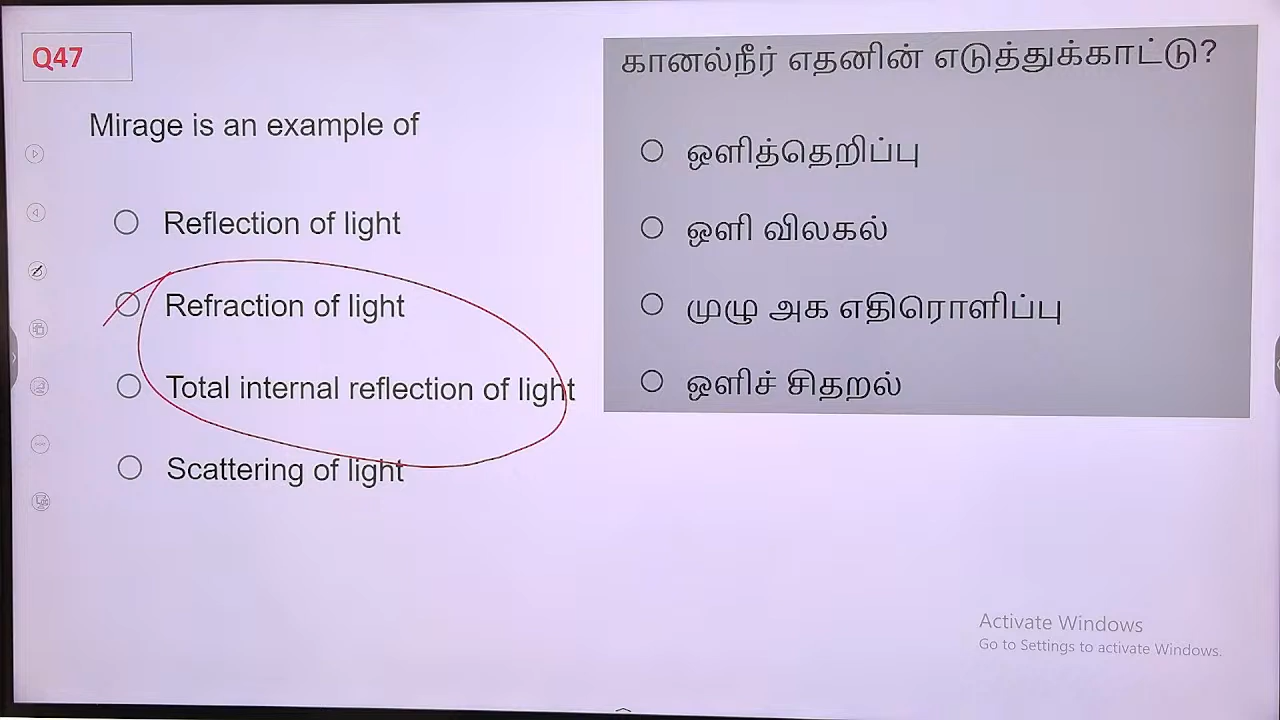 Q47
Mirage is an example of
Reflection of light
Refraction of light
Total internal reflection of light
Scattering of light
கானல்நீர் எதனின் எடுத்துக்காட்டு?
ஒளித்தெறிப்பு
ஒளி விலகல்
முழு அக எதிரொளிப்பு
ஒளிச் சிதறல்
Activate Windows
Go to Settings to activate Windows.